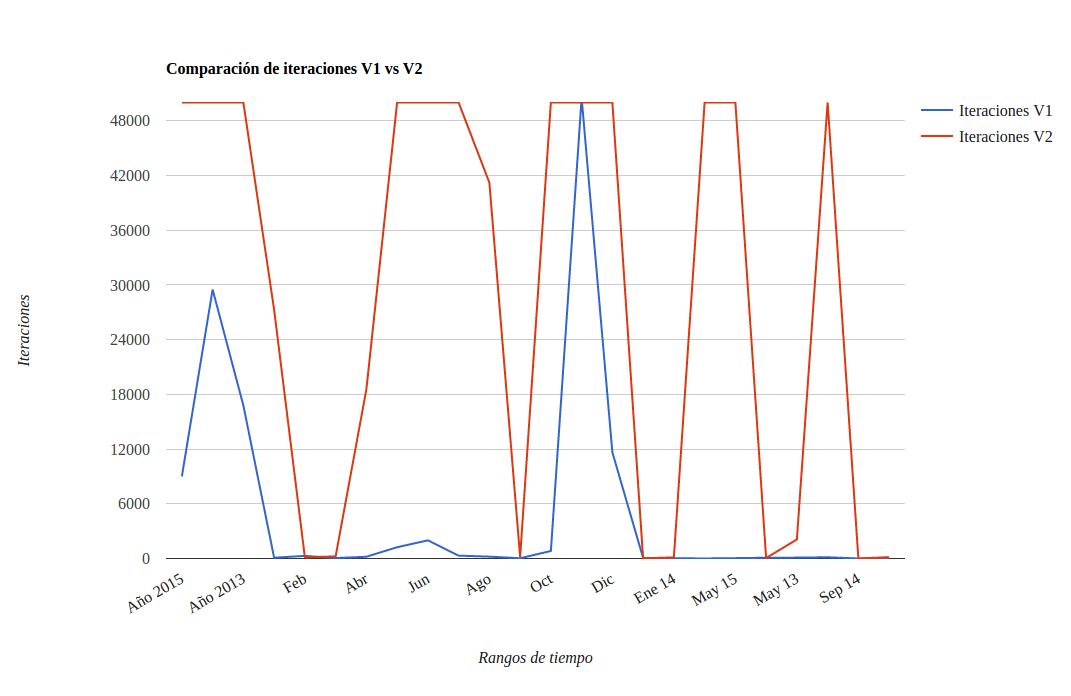 Comparación de iteraciones V1 vs V2
Iteraciones V1
Iteraciones V2
48000
42000
36000
30000
24000
18000
12000
6000
0
Iteraciones
Año 2015
Año 2013
Feb
Abr
Jun
Ago
Oct
Dic
Ene 14
May 15
May 13
Sep 14
Rangos de tiempo